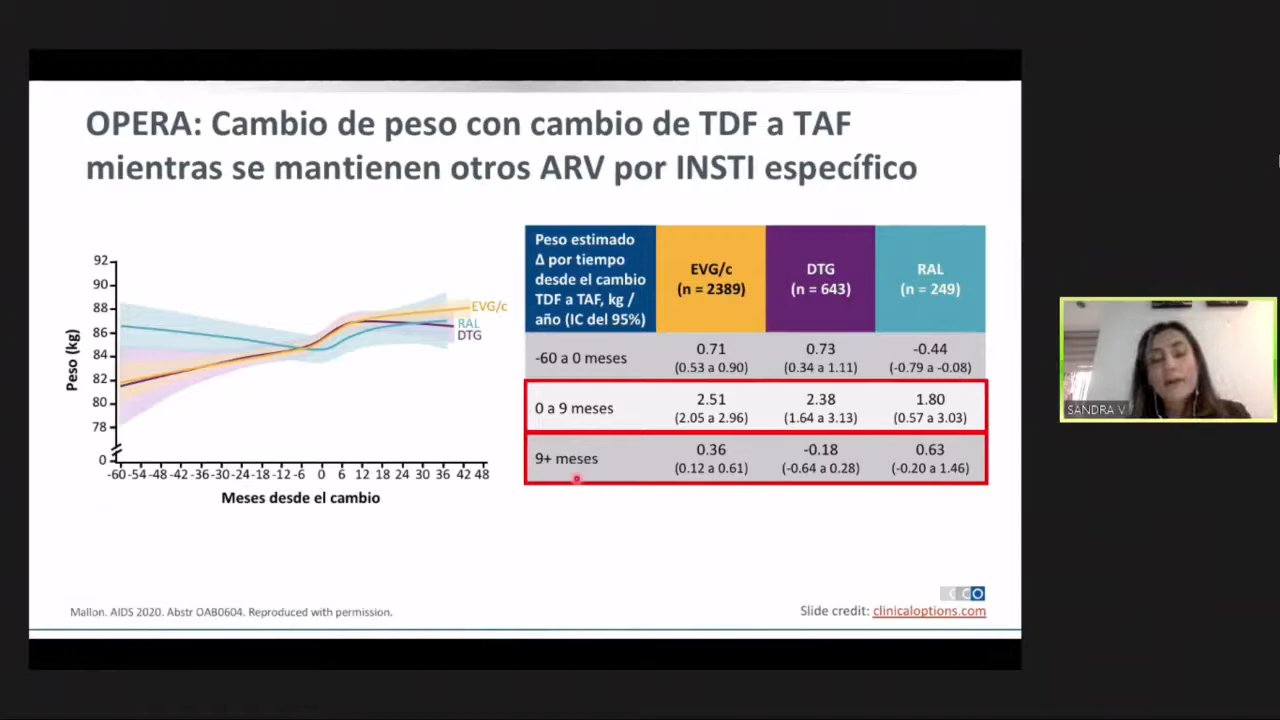 OPERA: Cambio de peso con cambio de TDF a TAF
mientras se mantienen otros ARV por INSTI específico
Peso (kg)
92
90
88
86
84
82
80
78
0
-60 -54 -48 -42 -36 -30 -24 -18 -12 -6 0 6 12 18 24 30 36 42 48
Meses desde el cambio
EVG/c
RAL
DTG
Peso estimado
Δ por tiempo
desde el cambio
TDF a TAF, kg /
año (IC del 95%)
EVG/c
(n = 2389)
DTG
(n = 643)
RAL
(n = 249)
-60 a 0 meses
0.71
(0.53 a 0.90)
0.73
(0.34 a 1.11)
-0.44
(-0.79 a -0.08)
0 a 9 meses
2.51
(2.05 a 2.96)
2.38
(1.64 a 3.13)
1.80
(0.57 a 3.03)
9+ meses
0.36
(0.12 a 0.61)
-0.18
(-0.64 a 0.28)
0.63
(-0.20 a 1.46)
SANDRA V
CCO
Mallon. AIDS 2020. Abstr OAB0604. Reproduced with permission.
Slide credit: clinicaloptions.com